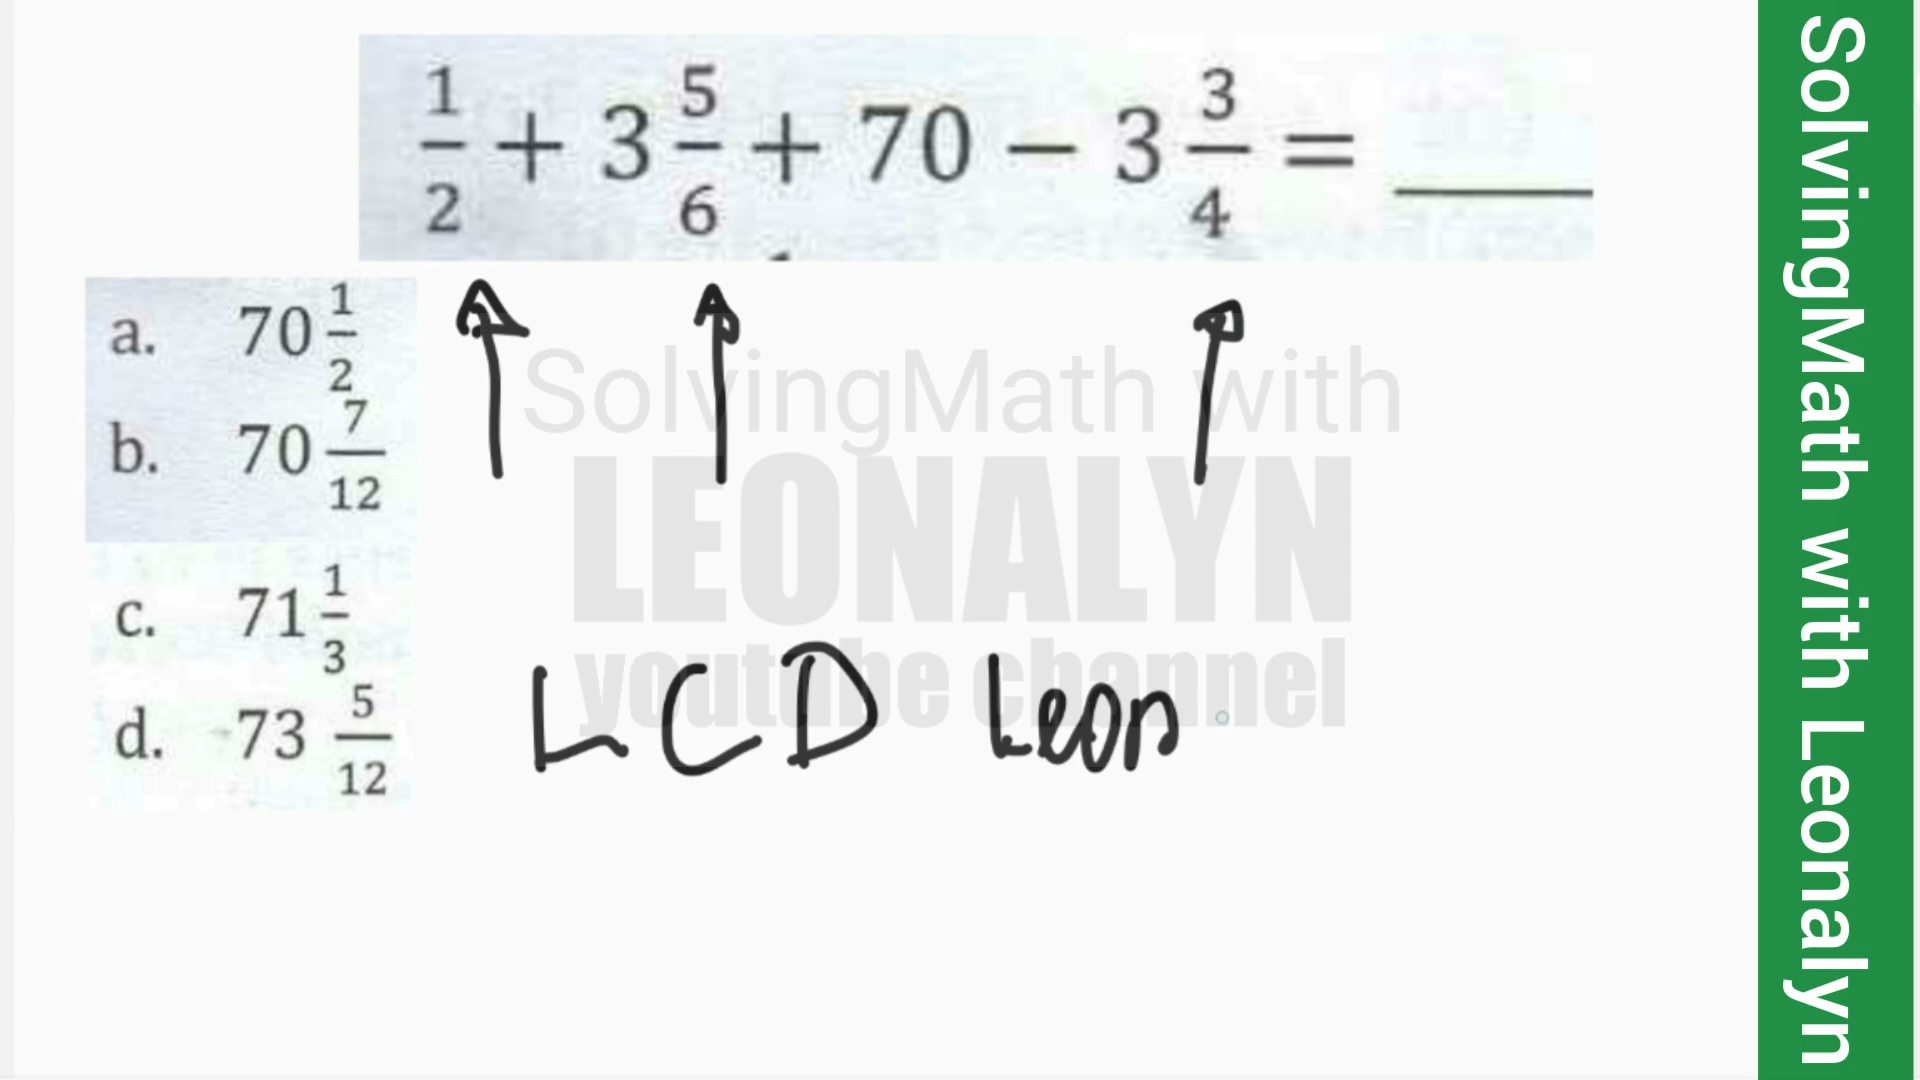 1/2 + 3 5/6 + 70 − 3 3/4 = ____
a. 70 1/2
b. 70 7/12
c. 71 1/3
d. 73 5/12
SolvingMath with
LEONALYN
youtube channel
LCD Leon
SolvingMath with Leonalyn